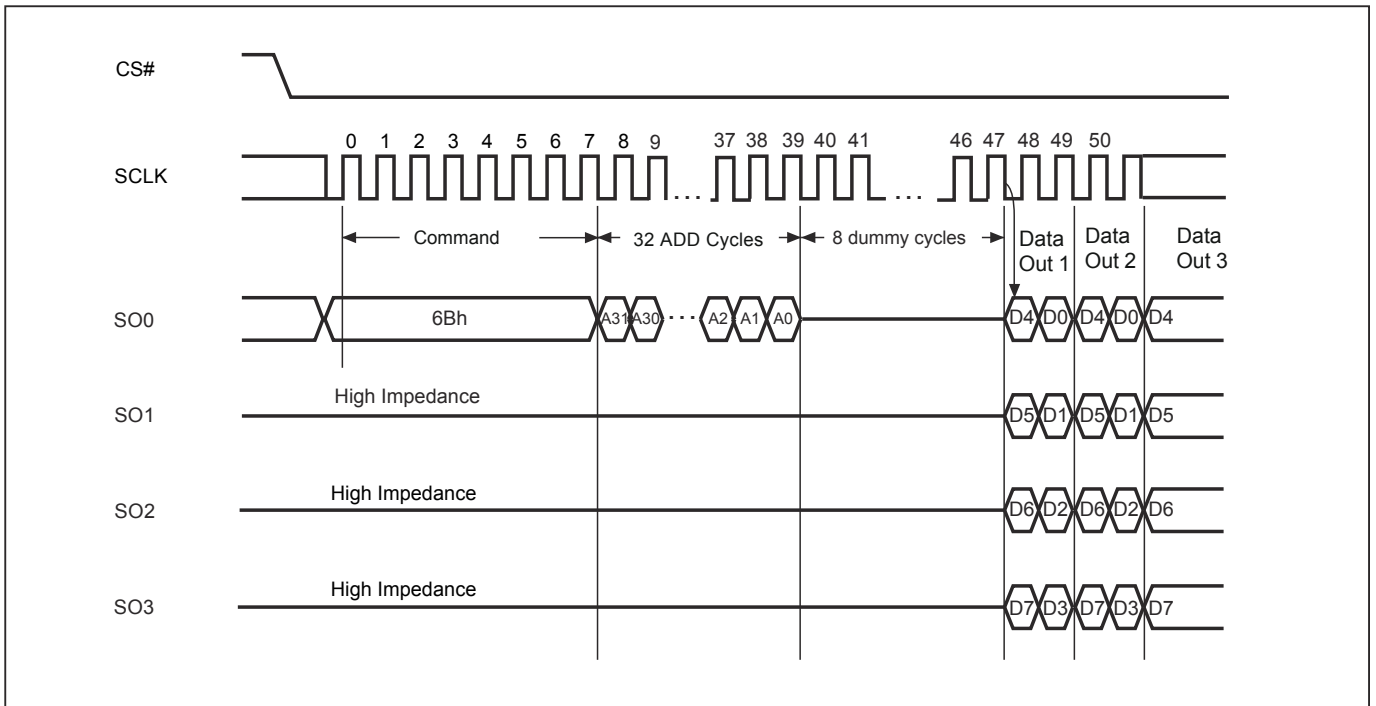 CS#
0 1 2 3 4 5 6 7 8 9 37 38 39 40 41 46 47 48 49 50
SCLK
Command 32 ADD Cycles 8 dummy cycles Data Out 1 Data Out 2 Data Out 3
SO0 6Bh A31 A30 A2 A1 A0 D4 D0 D4 D0 D4
High Impedance
SO1 D5 D1 D5 D1 D5
High Impedance
SO2 D6 D2 D6 D2 D6
High Impedance
SO3 D7 D3 D7 D3 D7